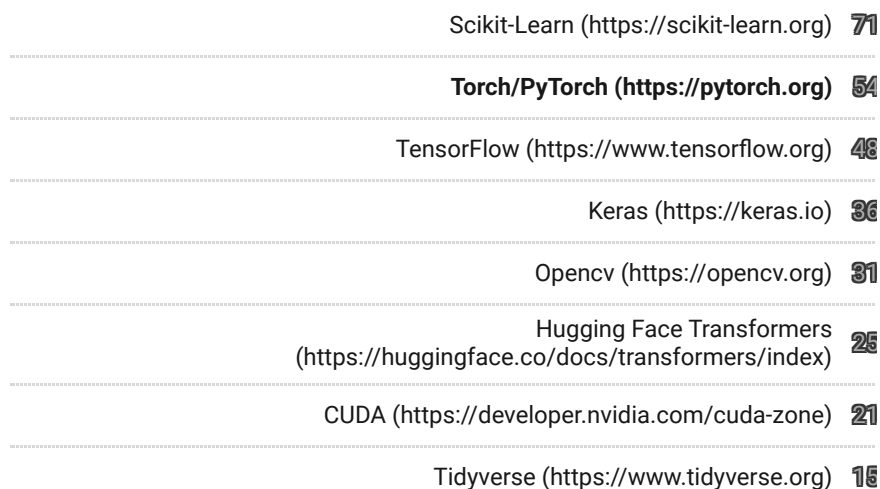 Scikit-Learn (https://scikit-learn.org) 71
Torch/PyTorch (https://pytorch.org) 54
TensorFlow (https://www.tensorflow.org) 48
Keras (https://keras.io) 36
Opencv (https://opencv.org) 31
Hugging Face Transformers
(https://huggingface.co/docs/transformers/index) 25
CUDA (https://developer.nvidia.com/cuda-zone) 21
Tidyverse (https://www.tidyverse.org) 15